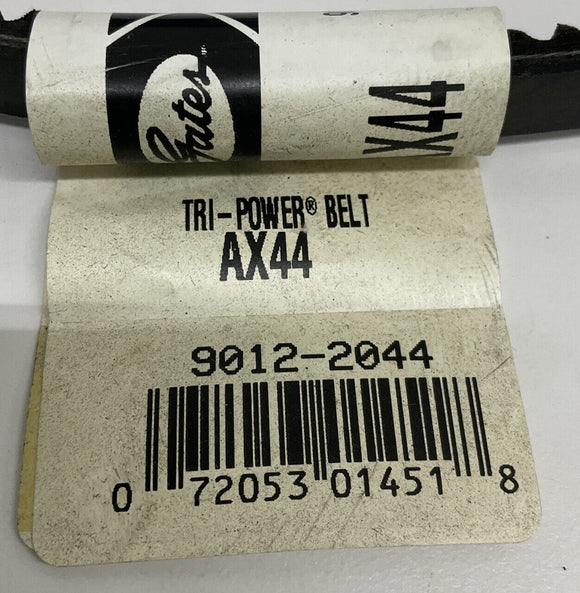 Gates
AX44
TRI-POWER® BELT
AX44
9012-2044
0 72053 01451 8